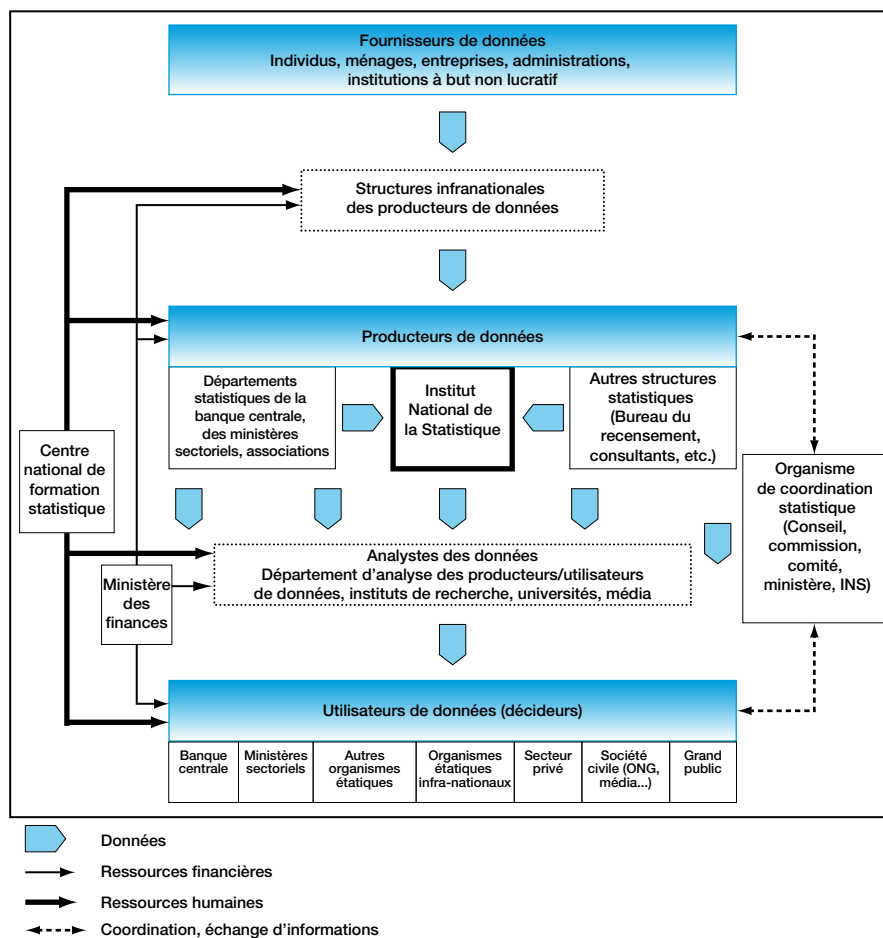 Fournisseurs de données
Individus, ménages, entreprises, administrations,
institutions à but non lucratif
Structures infranationales
des producteurs de données
Producteurs de données
Départements
statistiques de la
banque centrale,
des ministères
sectoriels, associations
Institut
National de
la Statistique
Autres structures
statistiques
(Bureau du
recensement,
consultants, etc.)
Centre
national de
formation
statistique
Organisme
de coordination
statistique
(Conseil,
commission,
comité,
ministère, INS)
Analystes des données
Département d'analyse des producteurs/utilisateurs
de données, instituts de recherche, universités, média
Ministère
des
finances
Utilisateurs de données (décideurs)
Banque
centrale
Ministères
sectoriels
Autres
organismes
étatiques
Organismes
étatiques
infra-nationaux
Secteur
privé
Société
civile (ONG,
média...)
Grand
public
Données
Ressources financières
Ressources humaines
Coordination, échange d'informations